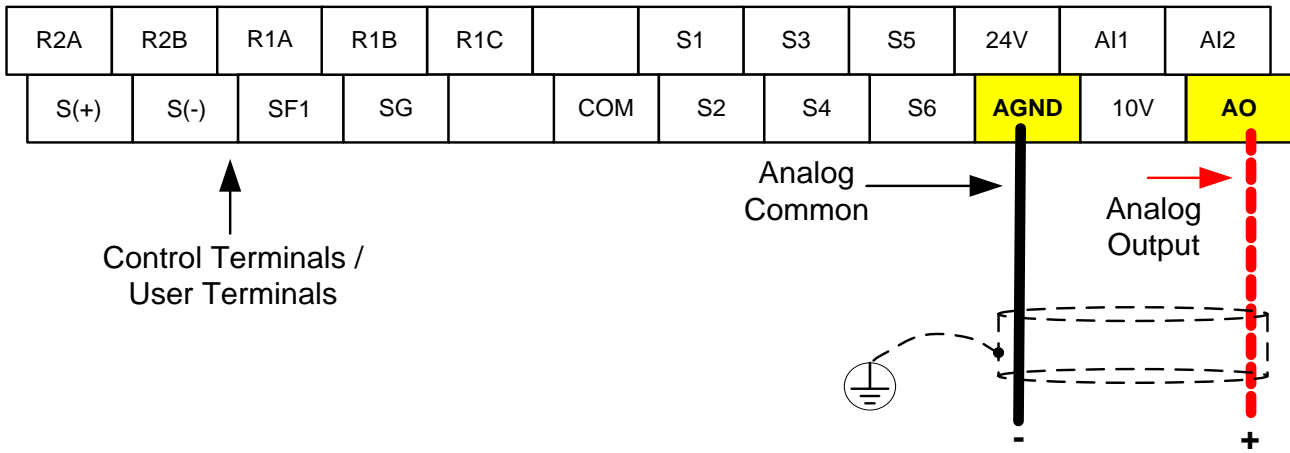 R2A R2B R1A R1B R1C S1 S3 S5 24V AI1 AI2
S(+) S(-) SF1 SG COM S2 S4 S6 AGND 10V AO
Analog
Common
Analog
Output
Control Terminals /
User Terminals
- +